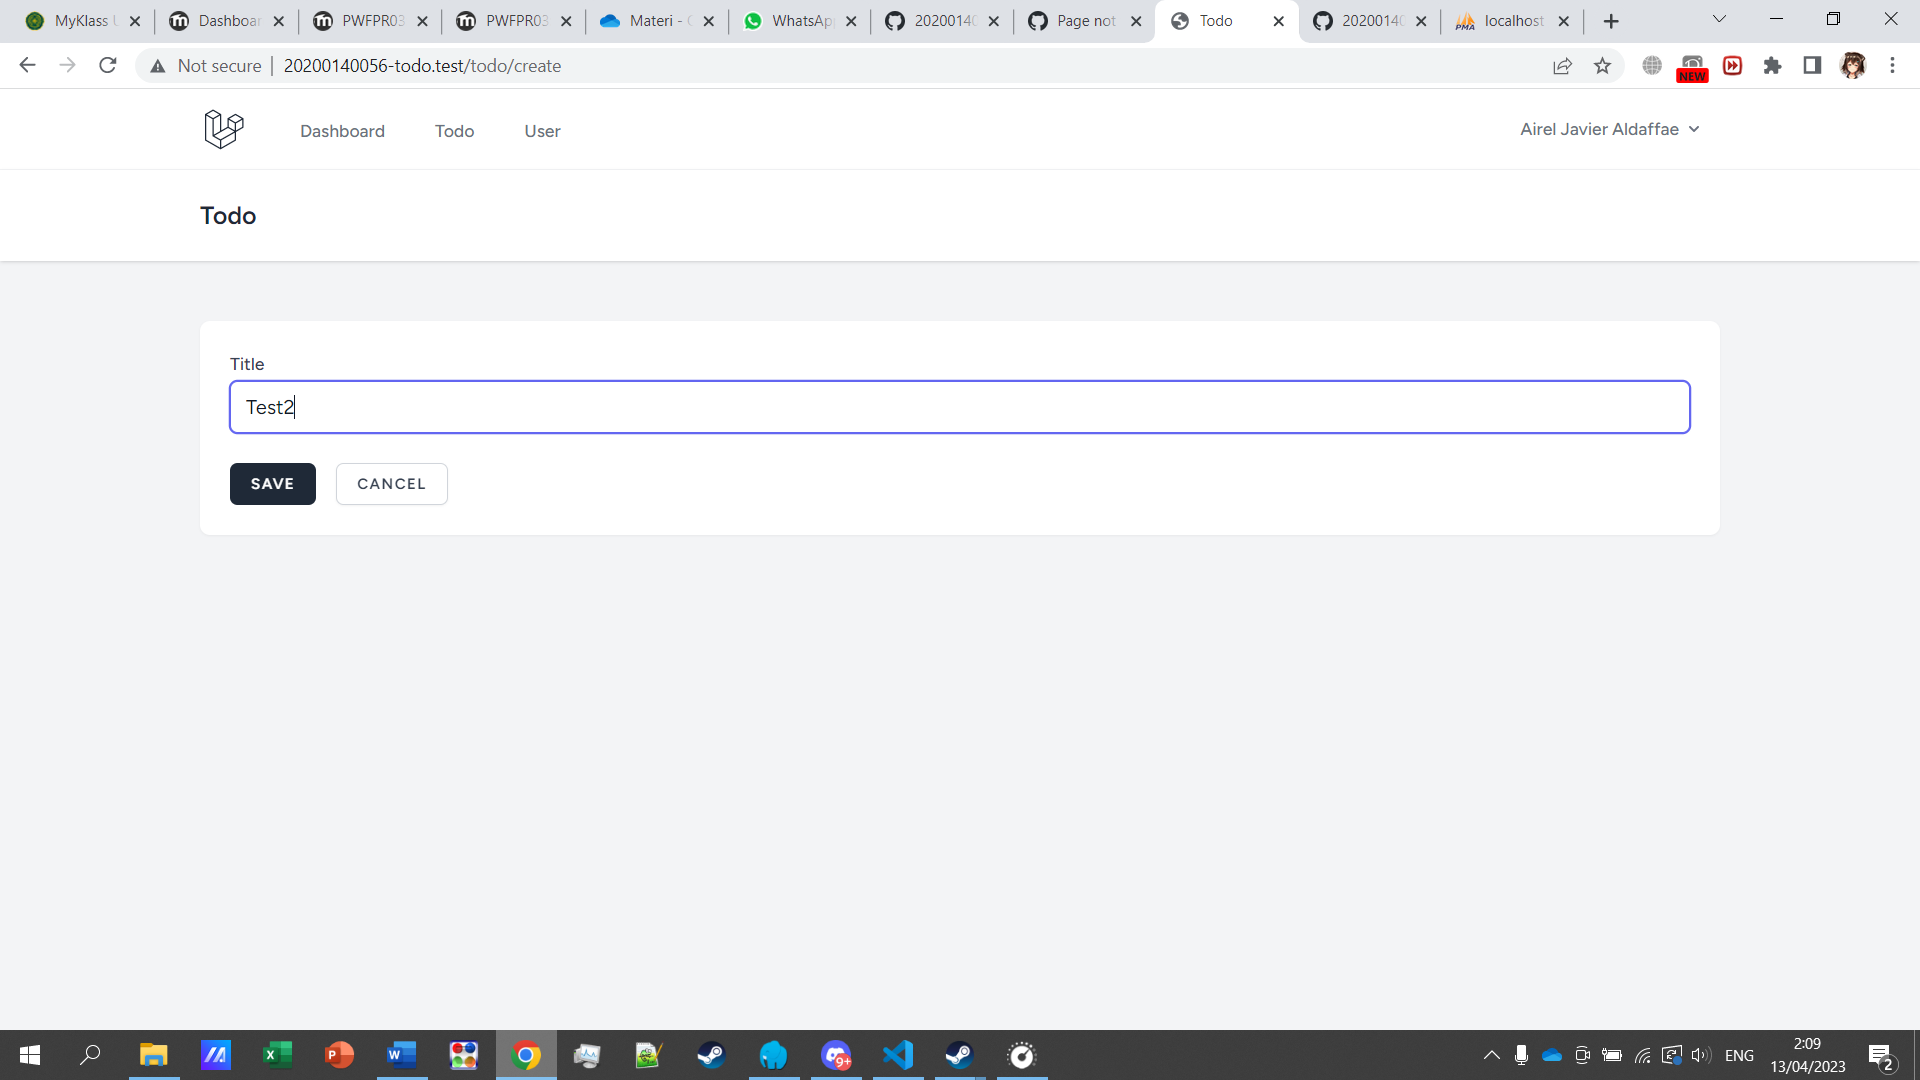 MyKlass Dashboar PWFPR03 PWFPR03 Materi - WhatsAp 2020014 Page not Todo 2020014 localhost
Not secure 20200140056-todo.test/todo/create
NEW
Dashboard Todo User Airel Javier Aldaffae
Todo
Title
Test2
SAVE CANCEL
9+ ENG
2:09
13/04/2023
2